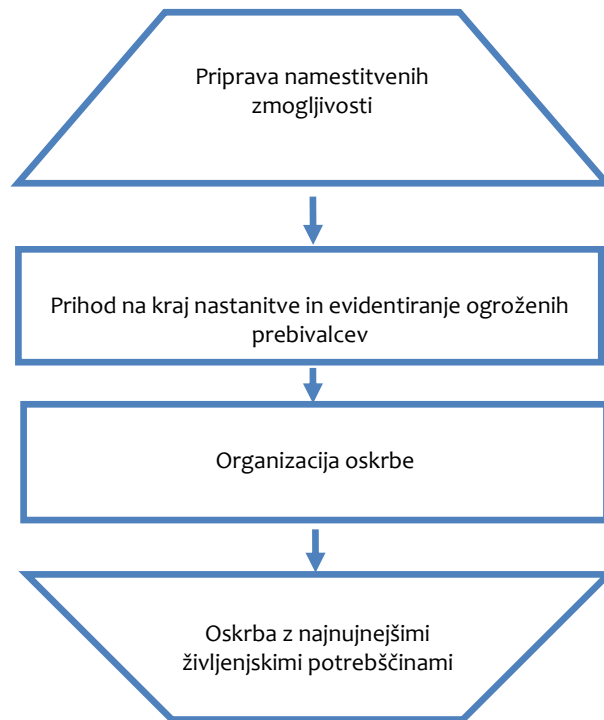 Priprava namestitvenih
zmogljivosti
Prihod na kraj nastanitve in evidentiranje ogroženih
prebivalcev
Organizacija oskrbe
Oskrba z najnujnejšimi
življenjskimi potrebščinami